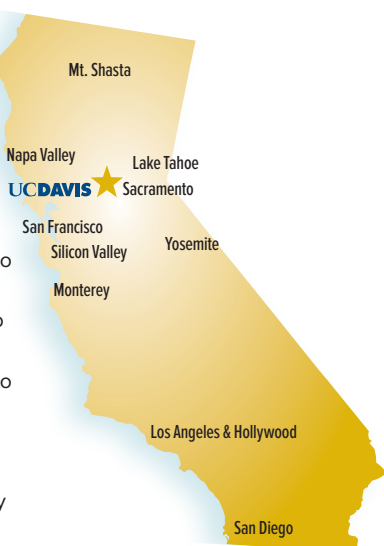 Mt. Shasta
Napa Valley
Lake Tahoe
UCDAVIS
Sacramento
San Francisco
Silicon Valley
Yosemite
Monterey
Los Angeles & Hollywood
San Diego